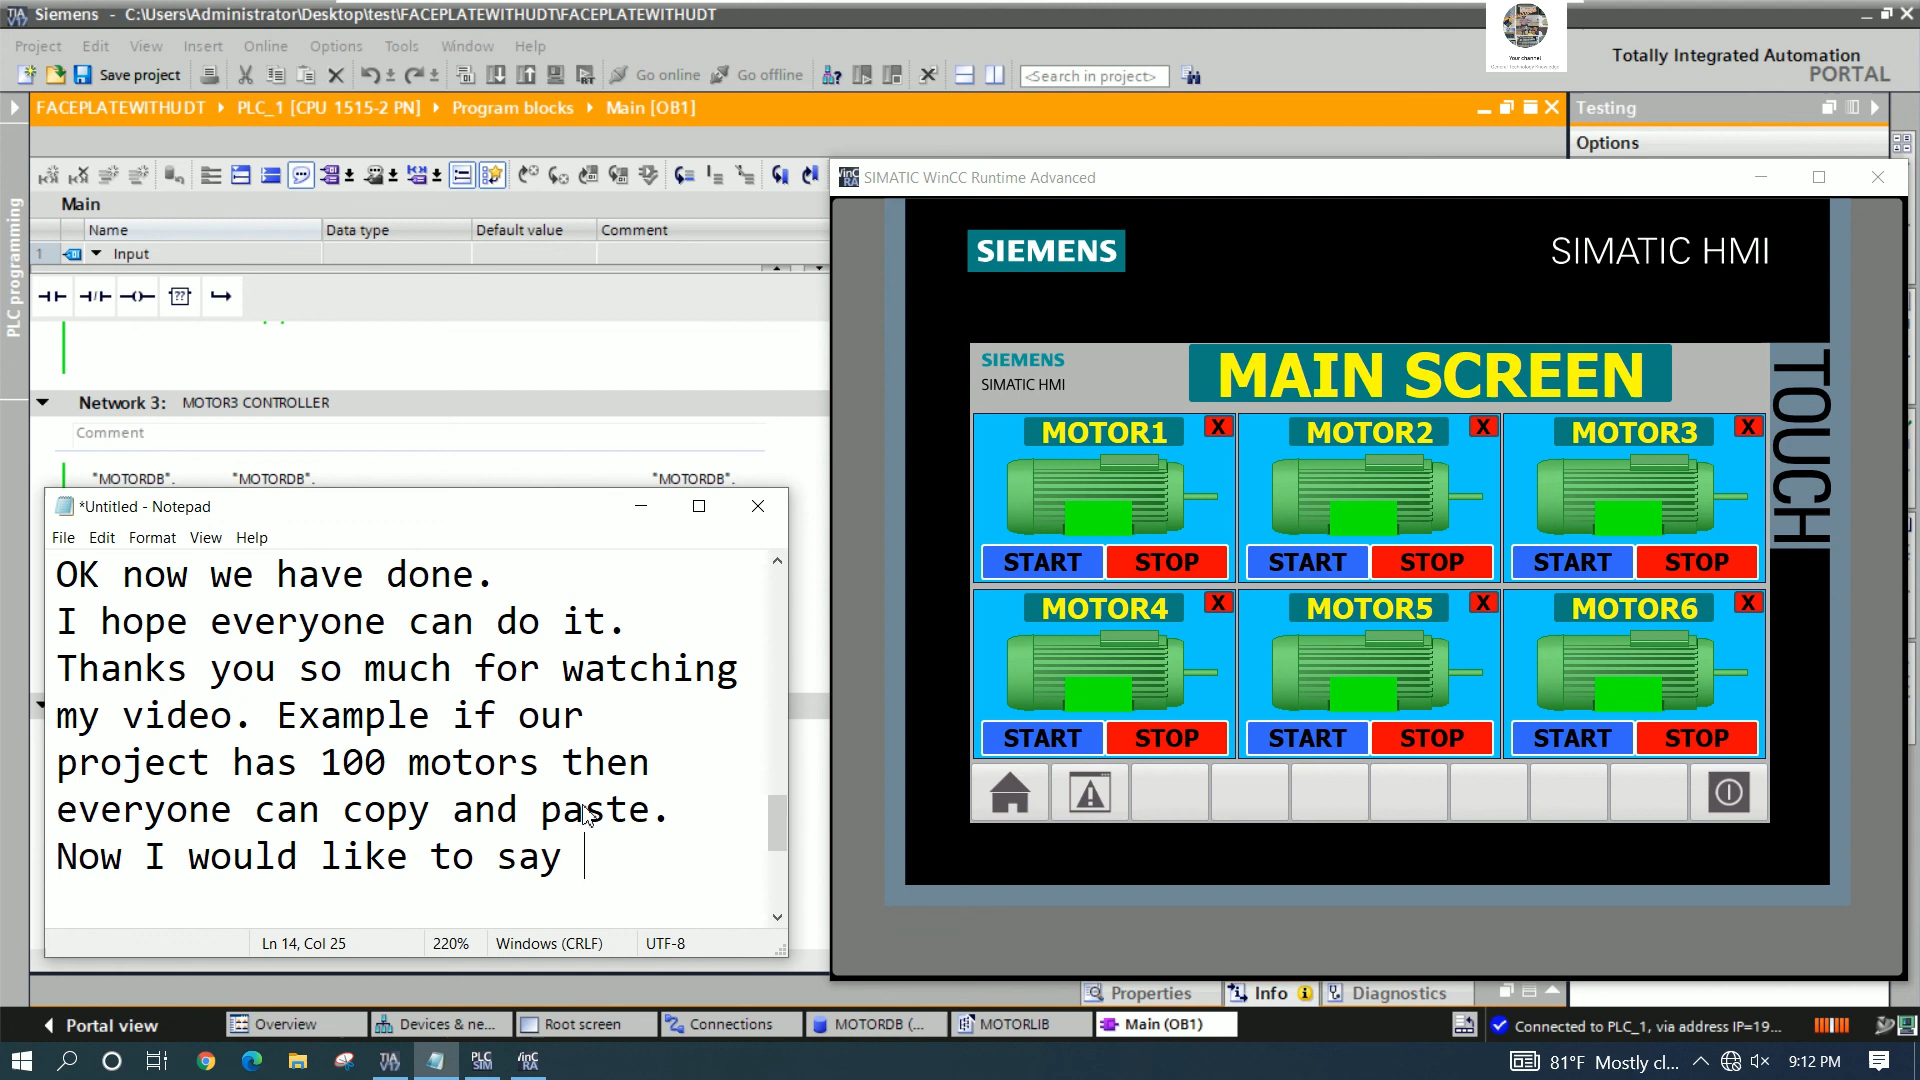 Siemens - C:\Users\Administrator\Desktop\test\FACEPLATEWITHUDT\FACEPLATEWITHUDT
Project Edit View Insert Online Options Tools Window Help
Save project
Go online Go offline
<Search in project>
Your channel
Totally Integrated Automation
PORTAL
FACEPLATEWITHUDT PLC_1 [CPU 1515-2 PN] Program blocks Main [OB1]
Testing
Options
PLC programming
Main
Name Data type Default value Comment
1 Input
??
Network 3: MOTOR3 CONTROLLER
Comment
"MOTORDB". "MOTORDB". "MOTORDB".
*Untitled - Notepad
File Edit Format View Help
OK now we have done.
I hope everyone can do it.
Thanks you so much for watching
my video. Example if our
project has 100 motors then
everyone can copy and paste.
Now I would like to say
Ln 14, Col 25 220% Windows (CRLF) UTF-8
SIMATIC WinCC Runtime Advanced
SIEMENS SIMATIC HMI
SIEMENS
SIMATIC HMI
MAIN SCREEN
TOUCH
MOTOR1 X MOTOR2 X MOTOR3 X
START STOP START STOP START STOP
MOTOR4 X MOTOR5 X MOTOR6 X
START STOP START STOP START STOP
Properties Info Diagnostics
Portal view Overview Devices & ne... Root screen Connections MOTORDB (... MOTORLIB Main (OB1)
Connected to PLC_1, via address IP=19...
PLC SIM
81°F Mostly cl... 9:12 PM